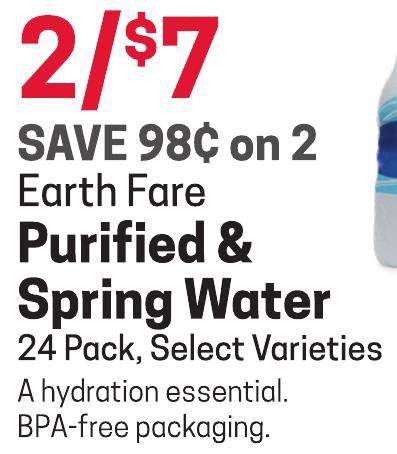 2/$7
SAVE 98¢ on 2
Earth Fare
Purified &
Spring Water
24 Pack, Select Varieties
A hydration essential.
BPA-free packaging.